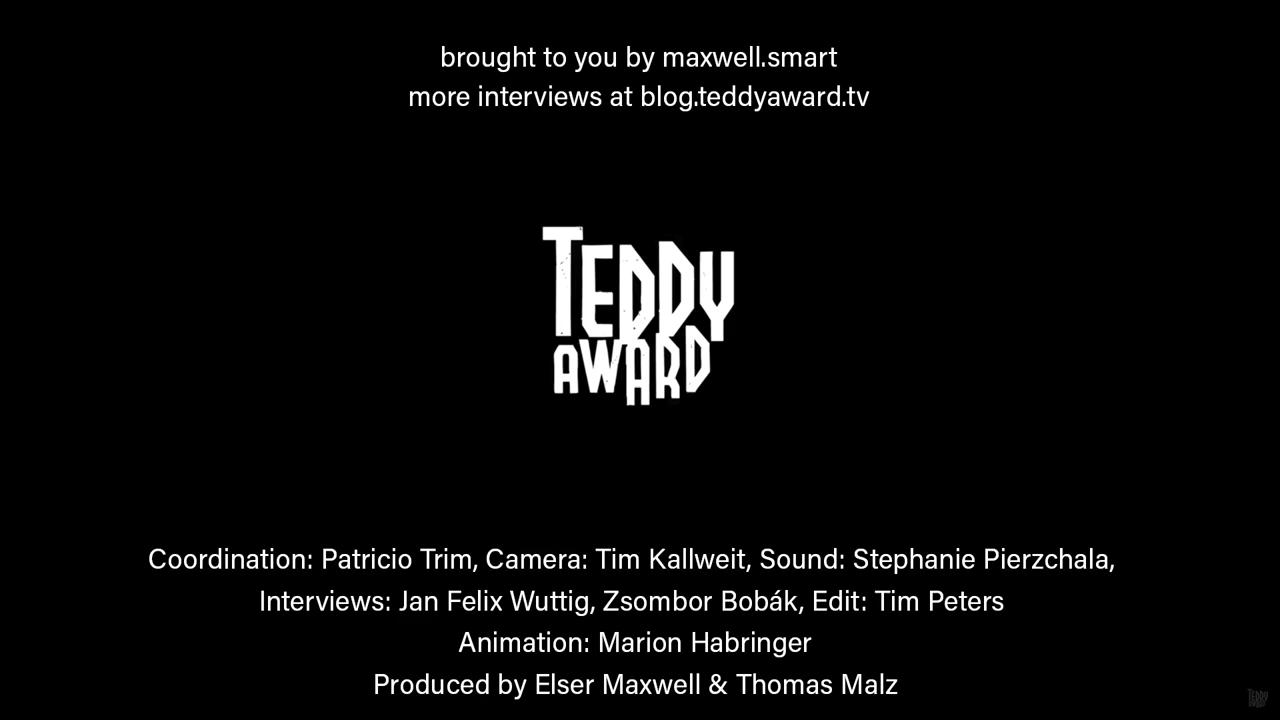 brought to you by maxwell.smart
more interviews at blog.teddyaward.tv
TEDDY
AWARD
Coordination: Patricio Trim, Camera: Tim Kallweit, Sound: Stephanie Pierzchala,
Interviews: Jan Felix Wuttig, Zsombor Bobák, Edit: Tim Peters
Animation: Marion Habringer
Produced by Elser Maxwell & Thomas Malz
TEDDY
AWARD